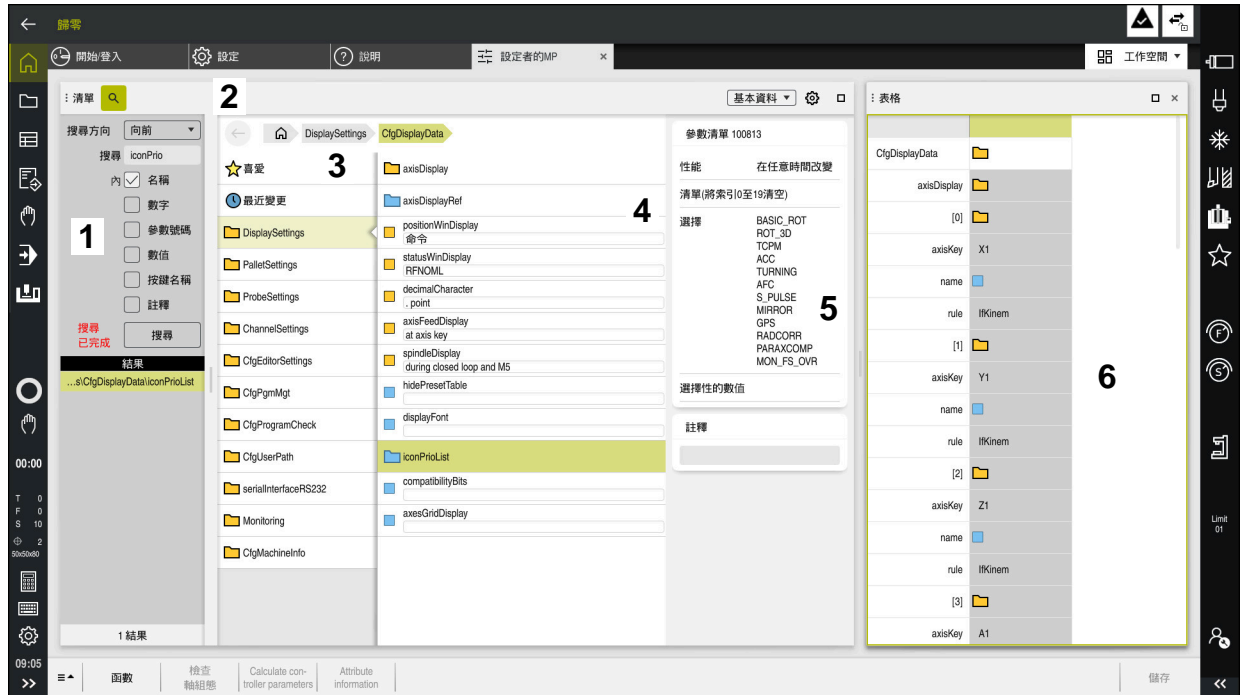 歸零
開始/登入
設定
說明
設定者的MP
×
工作空間
清單
2
基本資料
表格
×
搜尋方向 向前
搜尋 iconPrio
內 名稱
數字
參數號碼
數值
按鍵名稱
註釋
1
搜尋
已完成
搜尋
結果
...s\CfgDisplayData\iconPrioList
1 結果
DisplaySettings
CfgDisplayData
3
喜愛
最近變更
DisplaySettings
PalletSettings
ProbeSettings
ChannelSettings
CfgEditorSettings
CfgPgmMgt
CfgProgramCheck
CfgUserPath
serialInterfaceRS232
Monitoring
CfgMachineInfo
axisDisplay
axisDisplayRef
4
positionWinDisplay
命令
statusWinDisplay
RFNOML
decimalCharacter
. point
axisFeedDisplay
at axis key
spindleDisplay
during closed loop and M5
hidePresetTable
displayFont
iconPrioList
compatibilityBits
axesGridDisplay
參數清單 100813
性能 在任意時間改變
清單(將索引0至19清空)
選擇 BASIC_ROT
ROT_3D
TCPM
ACC
TURNING
AFC
S_PULSE
MIRROR
GPS
RADCORR
PARAXCOMP
MON_FS_OVR
5
選擇性的數值
註釋
CfgDisplayData
axisDisplay
[0]
axisKey X1
name
rule IfKinem
[1]
axisKey Y1
name
rule IfKinem
[2]
axisKey Z1
name
rule IfKinem
[3]
axisKey A1
6
00:00
T 0
F 0
S 10
2
50x50x80
09:05
函數
檢查
軸組態
Calculate con-
troller parameters
Attribute
information
儲存
F
S
Limit
01